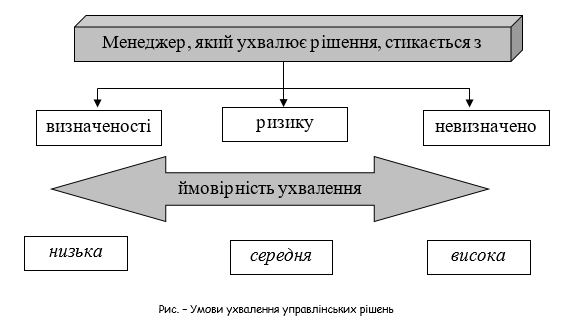 Менеджер, який ухвалює рішення, стикається з
визначеності
ризику
невизначено
ймовірність ухвалення
низька
середня
висока
Рис. – Умови ухвалення управлінських рішень